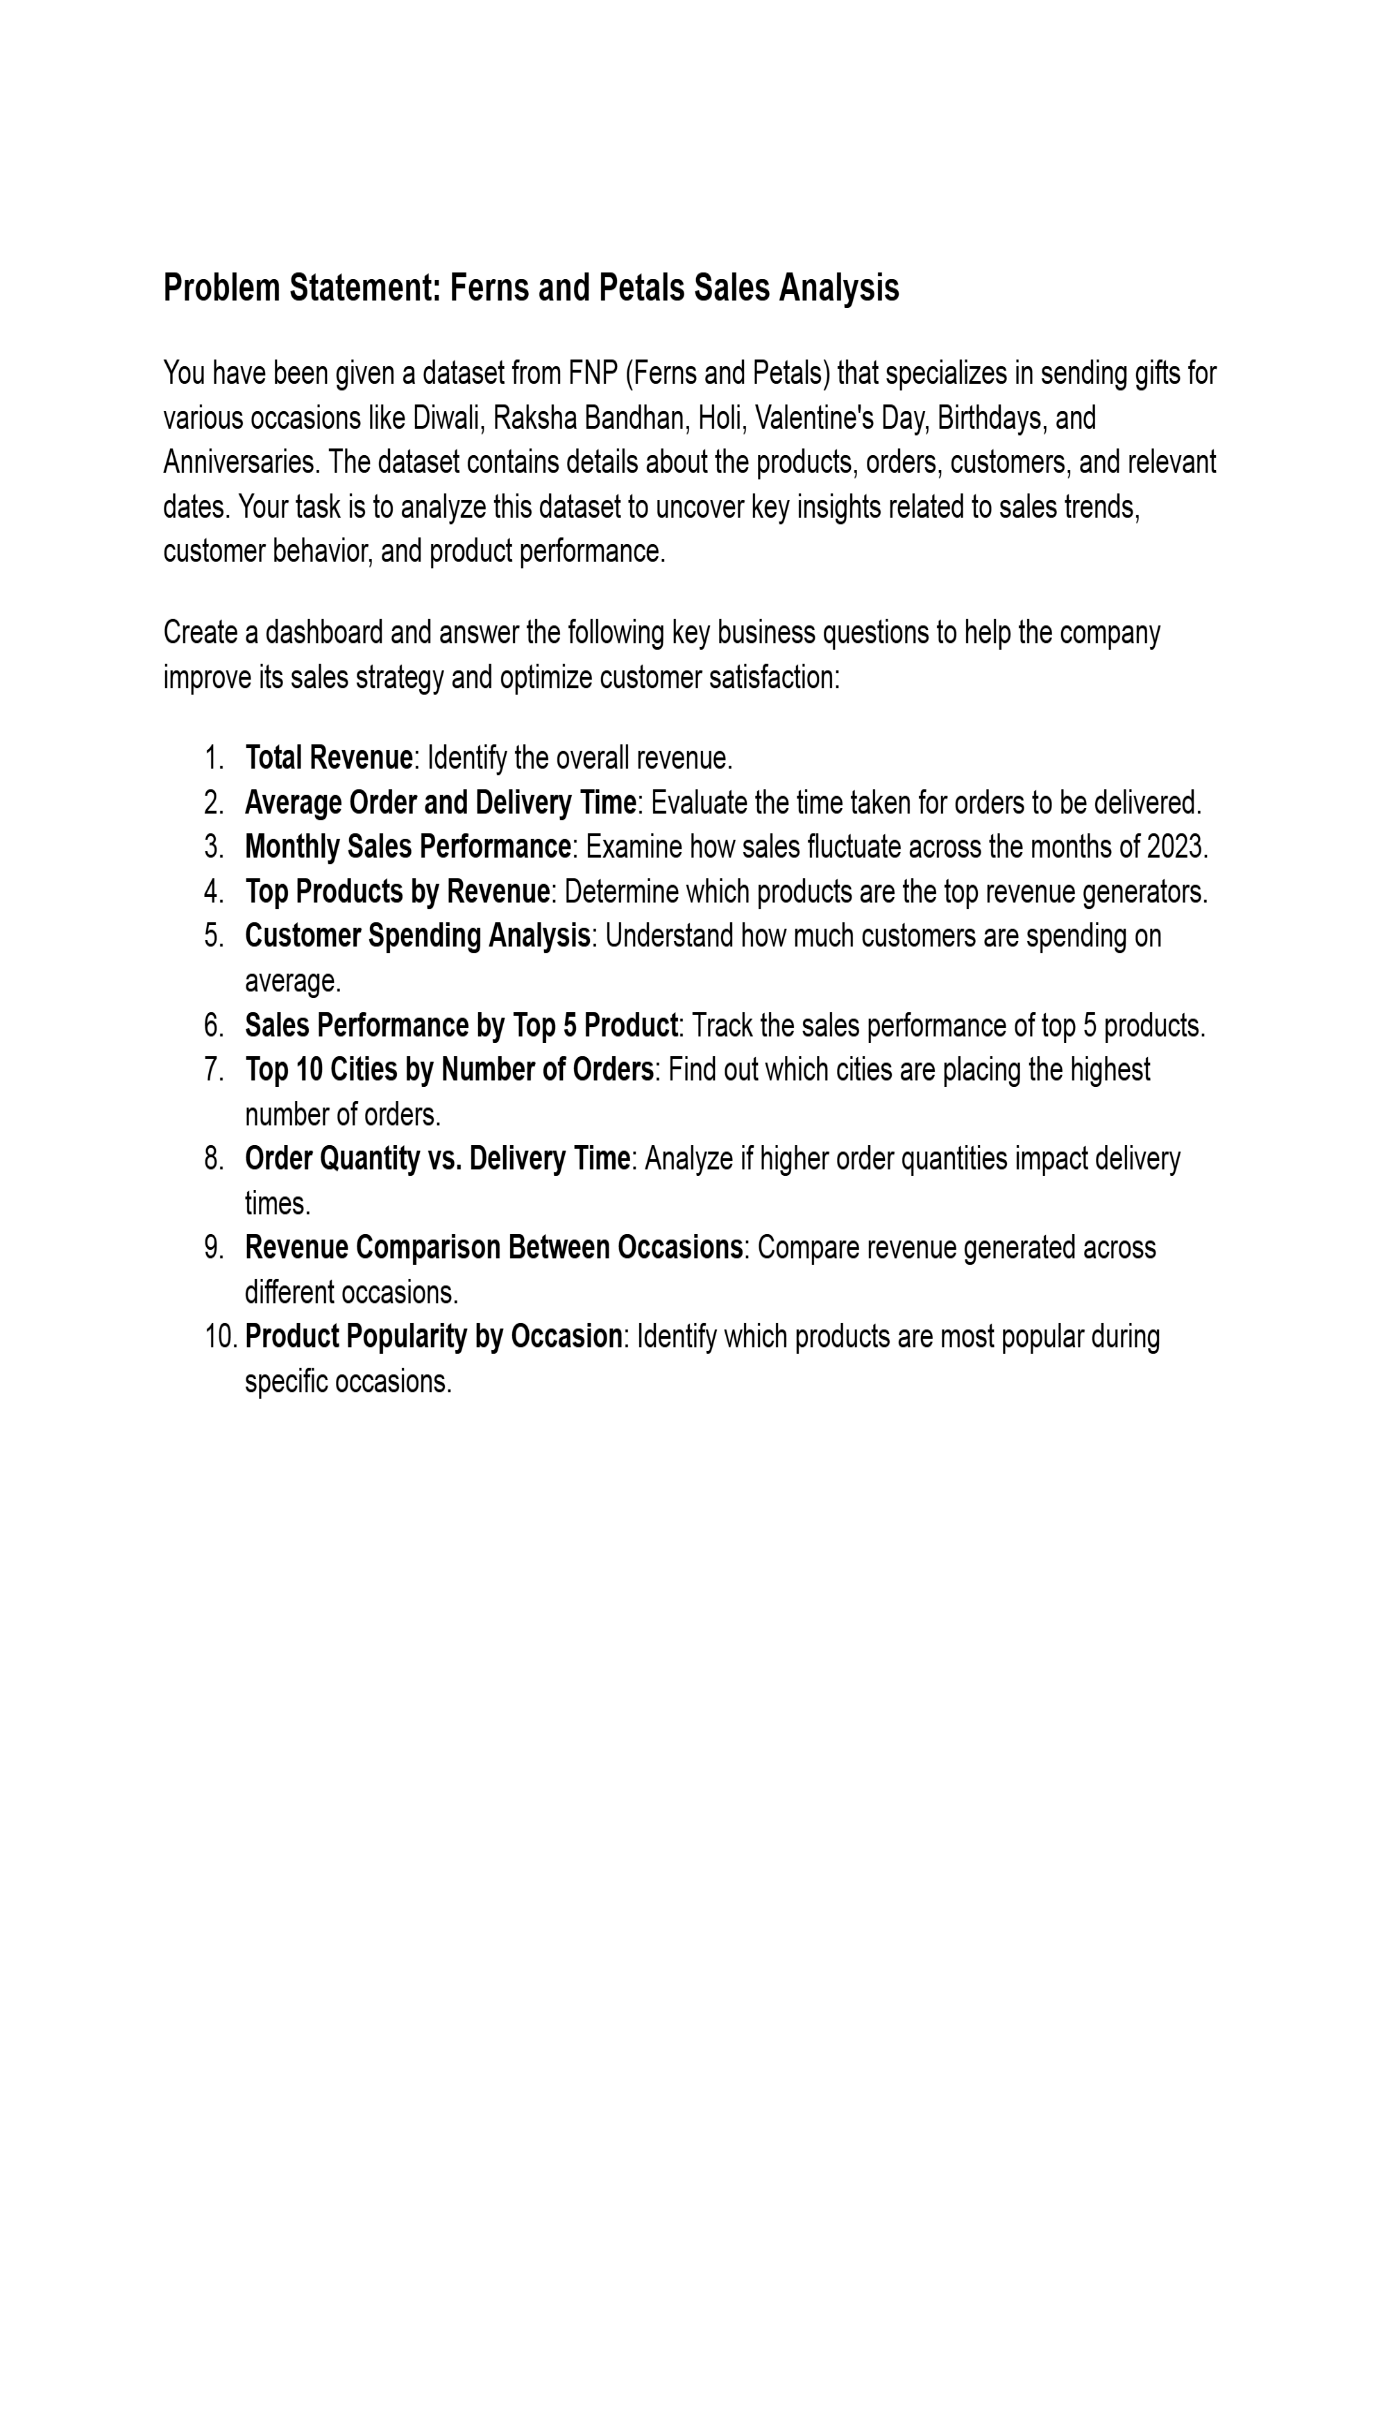 Problem Statement: Ferns and Petals Sales Analysis
You have been given a dataset from FNP (Ferns and Petals) that specializes in sending gifts for
various occasions like Diwali, Raksha Bandhan, Holi, Valentine's Day, Birthdays, and
Anniversaries. The dataset contains details about the products, orders, customers, and relevant
dates. Your task is to analyze this dataset to uncover key insights related to sales trends,
customer behavior, and product performance.
Create a dashboard and answer the following key business questions to help the company
improve its sales strategy and optimize customer satisfaction:
1. Total Revenue: Identify the overall revenue.
2. Average Order and Delivery Time: Evaluate the time taken for orders to be delivered.
3. Monthly Sales Performance: Examine how sales fluctuate across the months of 2023.
4. Top Products by Revenue: Determine which products are the top revenue generators.
5. Customer Spending Analysis: Understand how much customers are spending on
average.
6. Sales Performance by Top 5 Product: Track the sales performance of top 5 products.
7. Top 10 Cities by Number of Orders: Find out which cities are placing the highest
number of orders.
8. Order Quantity vs. Delivery Time: Analyze if higher order quantities impact delivery
times.
9. Revenue Comparison Between Occasions: Compare revenue generated across
different occasions.
10. Product Popularity by Occasion: Identify which products are most popular during
specific occasions.